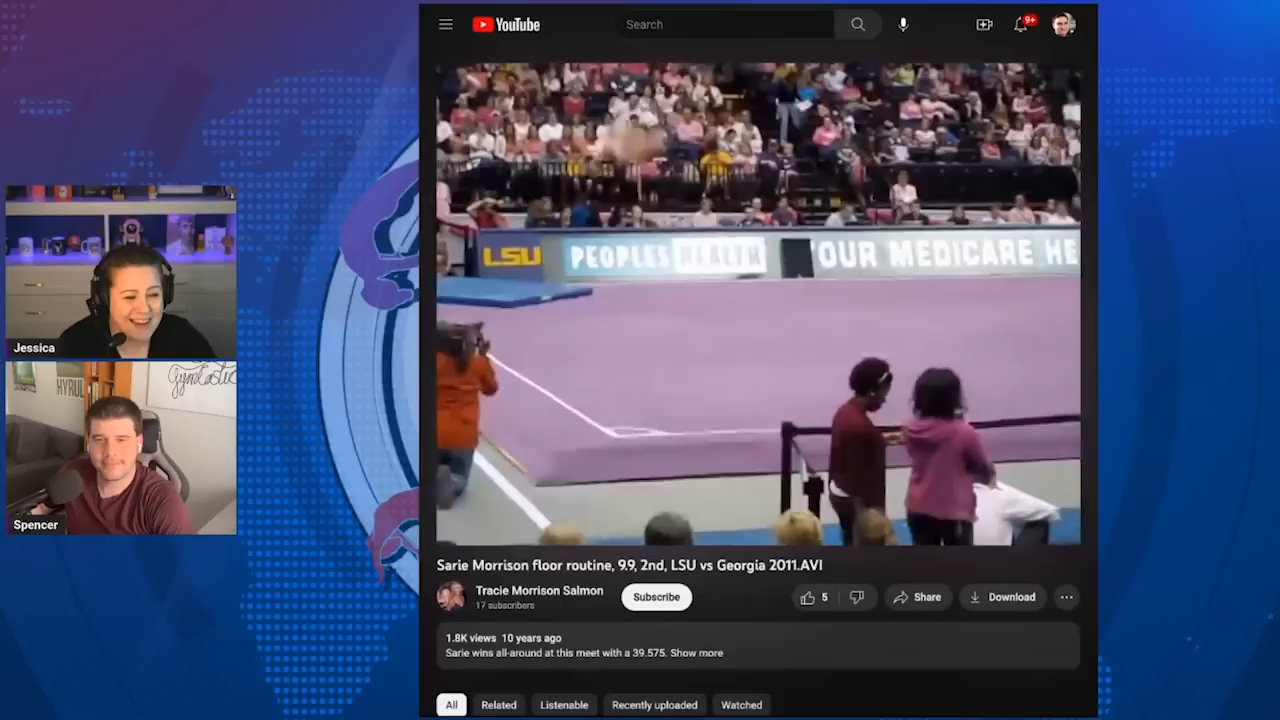 YouTube
Search
9+
LSU
PEOPLES HEALTH
YOUR MEDICARE HE
Jessica
HYRUL
Gymcastic
Spencer
Sarie Morrison floor routine, 9.9, 2nd, LSU vs Georgia 2011.AVI
Tracie Morrison Salmon
17 subscribers
Subscribe
5
Share
Download
1.8K views 10 years ago
Sarie wins all-around at this meet with a 39.575. Show more
All
Related
Listenable
Recently uploaded
Watched